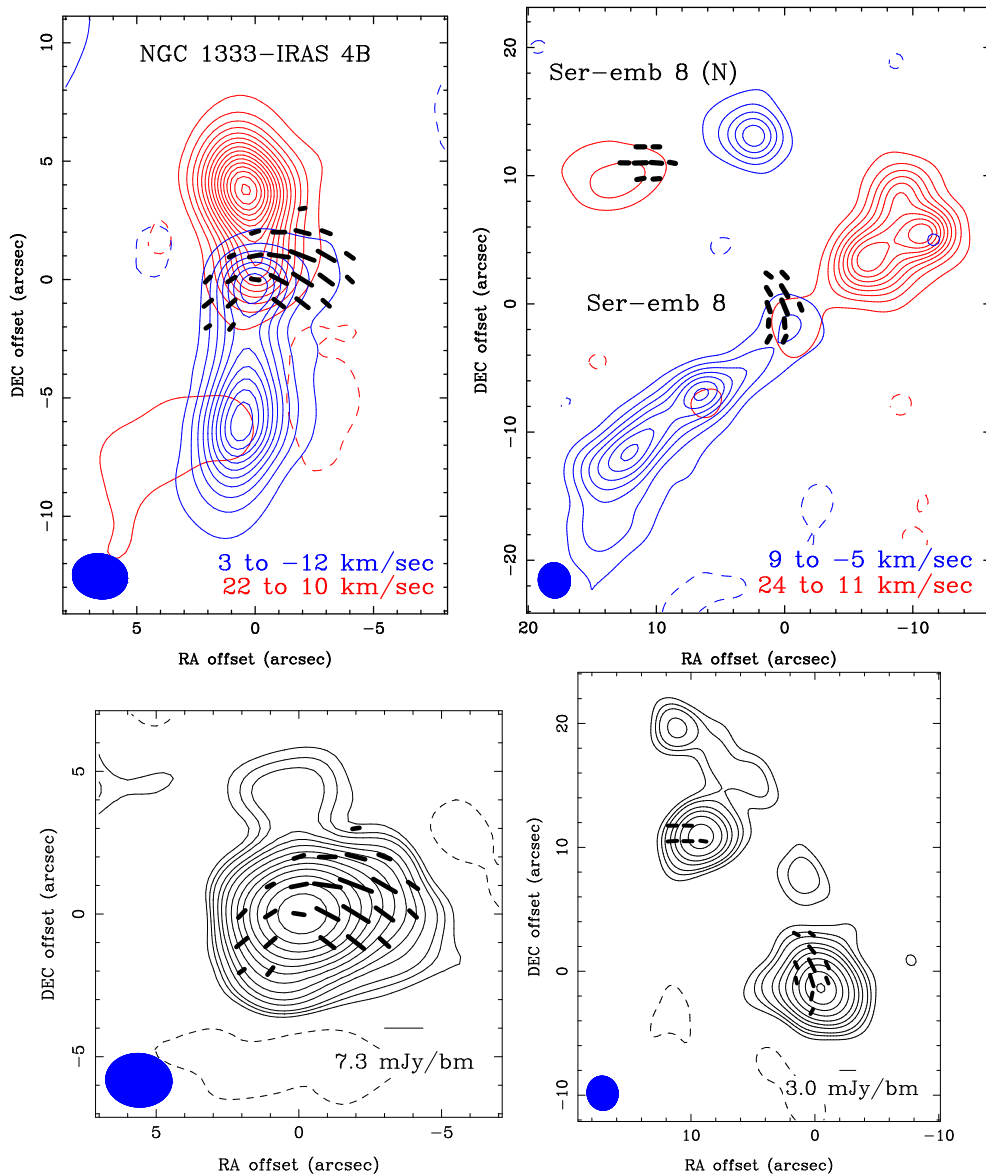 NGC 1333-IRAS 4B
DEC offset (arcsec)
10
5
0
-5
-10
3 to -12 km/sec
22 to 10 km/sec
5
0
-5
RA offset (arcsec)
Ser-emb 8 (N)
Ser-emb 8
DEC offset (arcsec)
20
10
0
-10
-20
9 to -5 km/sec
24 to 11 km/sec
20
10
0
-10
RA offset (arcsec)
DEC offset (arcsec)
5
0
-5
7.3 mJy/bm
5
0
-5
RA offset (arcsec)
DEC offset (arcsec)
20
10
0
-10
3.0 mJy/bm
10
0
-10
RA offset (arcsec)